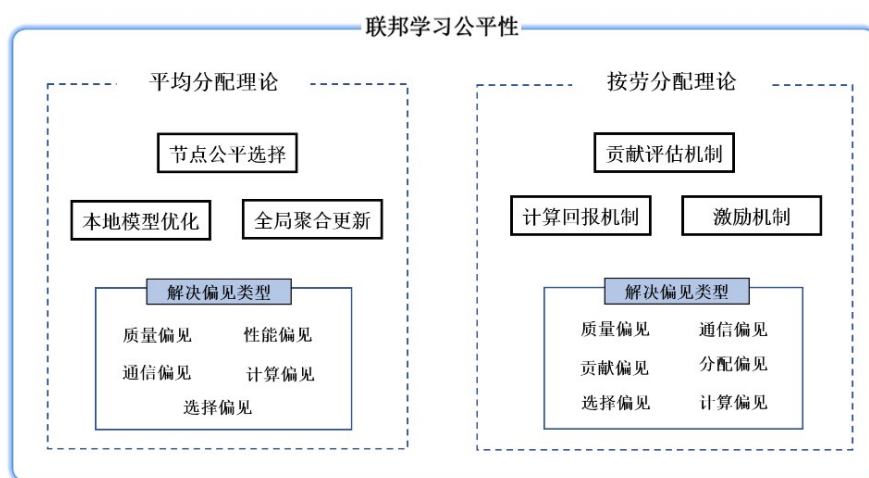 联邦学习公平性
平均分配理论
节点公平选择
本地模型优化
全局聚合更新
解决偏见类型
质量偏见
性能偏见
通信偏见
计算偏见
选择偏见
按劳分配理论
贡献评估机制
计算回报机制
激励机制
解决偏见类型
质量偏见
通信偏见
贡献偏见
分配偏见
选择偏见
计算偏见